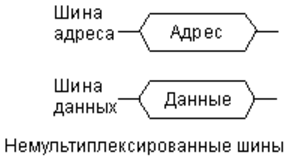 Шина
адреса
Адрес
Шина
данных
Данные
Немультиплексированные шины